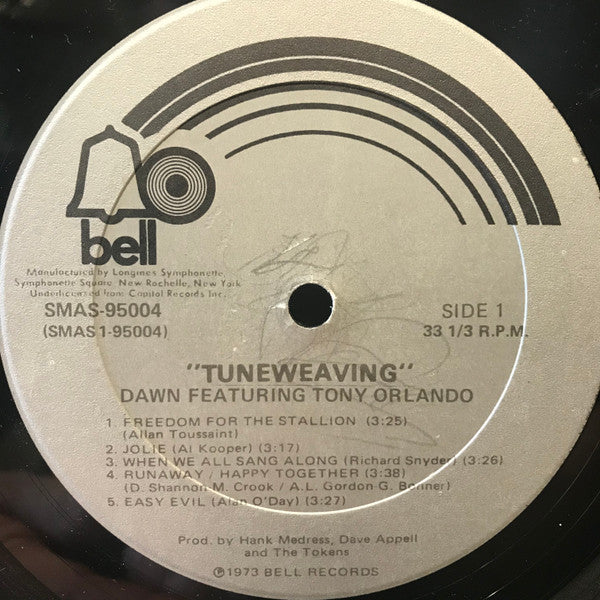 bell
Manufactured by Longines Symphonette,
Symphonette Square, New Rochelle, New York
Underlicensed from Capitol Records Inc.
SMAS-95004
(SMAS 1-95004)
SIDE 1
33 1/3 R.P.M.
"TUNEWEAVING"
DAWN FEATURING TONY ORLANDO
1. FREEDOM FOR THE STALLION (3:25)
(Allan Toussaint)
2. JOLIE (Al Kooper) (3:17)
3. WHEN WE ALL SANG ALONG (Richard Snyder) (3:26)
4. RUNAWAY / HAPPY TOGETHER (3:38)
(D. Shannon-M. Crook / A.L. Gordon-G. Bonner)
5. EASY EVIL (Alan O'Day) (3:27)
Prod. by Hank Medress, Dave Appell
and The Tokens
℗1973 BELL RECORDS